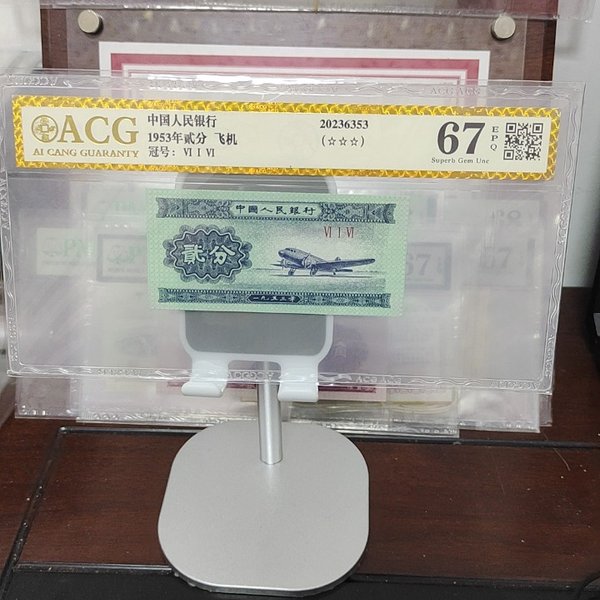 ACG
AI CANG GUARANTY
中国人民银行
1953年贰分 飞机
冠号：Ⅵ Ⅰ Ⅵ
20236353
(☆☆☆)
67
EPQ
Superb Gem Unc
中國人民銀行
Ⅵ Ⅰ Ⅵ
貳分
一九五三年